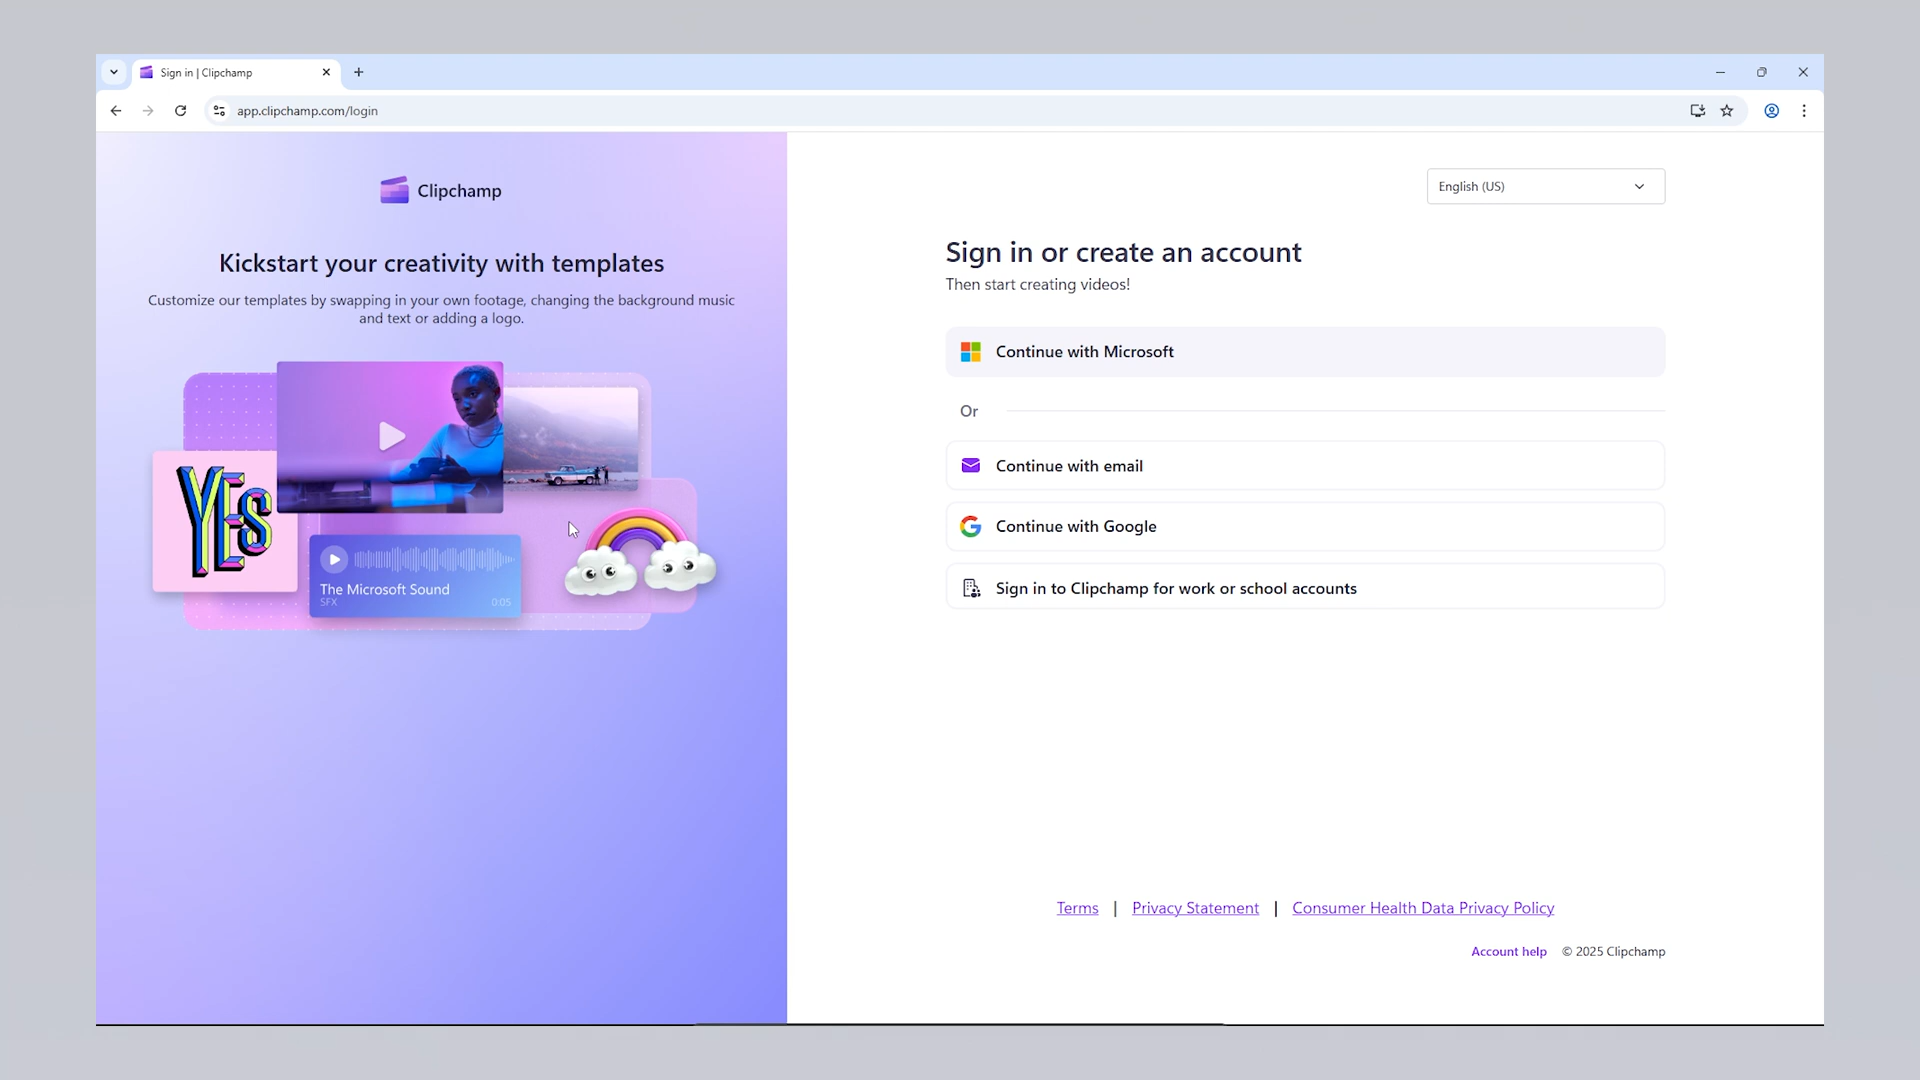 Sign in | Clipchamp
app.clipchamp.com/login
Clipchamp
Kickstart your creativity with templates
Customize our templates by swapping in your own footage, changing the background music
and text or adding a logo.
YES
The Microsoft Sound
SFX
0:05
English (US)
Sign in or create an account
Then start creating videos!
Continue with Microsoft
Or
Continue with email
Continue with Google
Sign in to Clipchamp for work or school accounts
Terms | Privacy Statement | Consumer Health Data Privacy Policy
Account help © 2025 Clipchamp